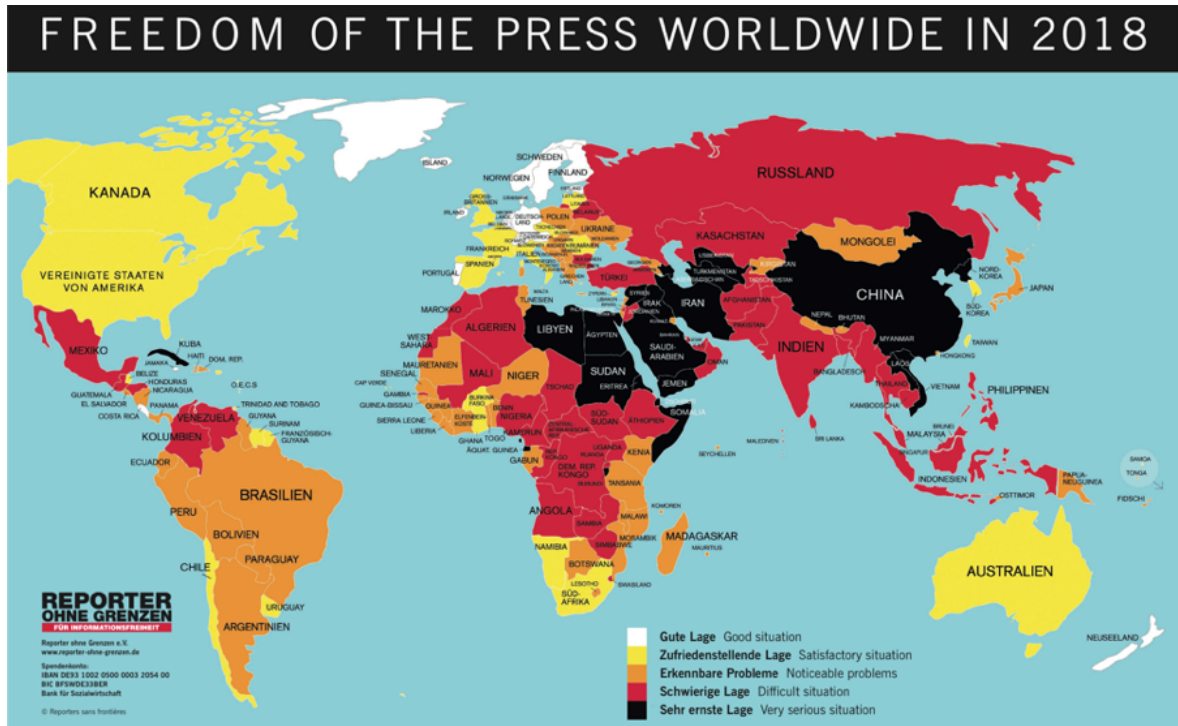 FREEDOM OF THE PRESS WORLDWIDE IN 2018
KANADA
VEREINIGTE STAATEN
VON AMERIKA
MEXIKO
KUBA
HAITI
DOM. REP.
JAMAIKA
BELIZE
HONDURAS
NICARAGUA
GUATEMALA
EL SALVADOR
COSTA RICA
PANAMA
O.E.C.S
TRINIDAD AND TOBAGO
VENEZUELA
GUYANA
SURINAM
FRANZÖSISCH-
GUYANA
KOLUMBIEN
ECUADOR
PERU
BRASILIEN
BOLIVIEN
PARAGUAY
CHILE
URUGUAY
ARGENTINIEN
ISLAND
SCHWEDEN
NORWEGEN
FINNLAND
IRLAND
GROSS-
BRITANNIEN
DEUTSCH-
LAND
POLEN
UKRAINE
FRANKREICH
ITALIEN
PORTUGAL
SPANIEN
TÜRKEI
RUSSLAND
KASACHSTAN
MONGOLEI
CHINA
NORD-
KOREA
SÜD-
KOREA
JAPAN
TAIWAN
HONGKONG
TURKMENISTAN
AFGHANISTAN
PAKISTAN
INDIEN
NEPAL
BHUTAN
BANGLADESCH
MYANMAR
LAOS
THAILAND
VIETNAM
KAMBODSCHA
PHILIPPINEN
MALAYSIA
BRUNEI
SINGAPUR
INDONESIEN
OSTTIMOR
PAPUA-
NEUGUINEA
SAMOA
TONGA
FIDSCHI
AUSTRALIEN
NEUSEELAND
SRI LANKA
MALEDIVEN
SEYCHELLEN
SYRIEN
IRAK
IRAN
SAUDI-
ARABIEN
JEMEN
OMAN
MALTA
TUNESIEN
MAROKKO
ALGERIEN
LIBYEN
ÄGYPTEN
WEST
SAHARA
MAURETANIEN
MALI
NIGER
TSCHAD
SUDAN
ERITREA
SENEGAL
CAP VERDE
GAMBIA
GUINEA-BISSAU
GUINEA
SIERRA LEONE
LIBERIA
ELFENBEIN-
KÜSTE
BURKINA
FASO
GHANA
TOGO
BENIN
NIGERIA
KAMERUN
ÄQUAT. GUINEA
GABUN
SÜD-
SUDAN
ÄTHIOPIEN
SOMALIA
UGANDA
KENIA
DEM. REP.
KONGO
TANSANIA
ANGOLA
SAMBIA
MALAWI
KOMOREN
MOSAMBIK
SIMBABWE
MADAGASKAR
MAURITIUS
NAMIBIA
BOTSWANA
LESOTHO
SWASILAND
SÜD-
AFRIKA
REPORTER
OHNE GRENZEN
FÜR INFORMATIONSFREIHEIT
Reporter ohne Grenzen e.V.
www.reporter-ohne-grenzen.de
Spendenkonto:
IBAN DE93 1002 0500 0003 2054 00
BIC BFSWDE33BER
Bank für Sozialwirtschaft
© Reporters sans frontières
Gute Lage Good situation
Zufriedenstellende Lage Satisfactory situation
Erkennbare Probleme Noticeable problems
Schwierige Lage Difficult situation
Sehr ernste Lage Very serious situation